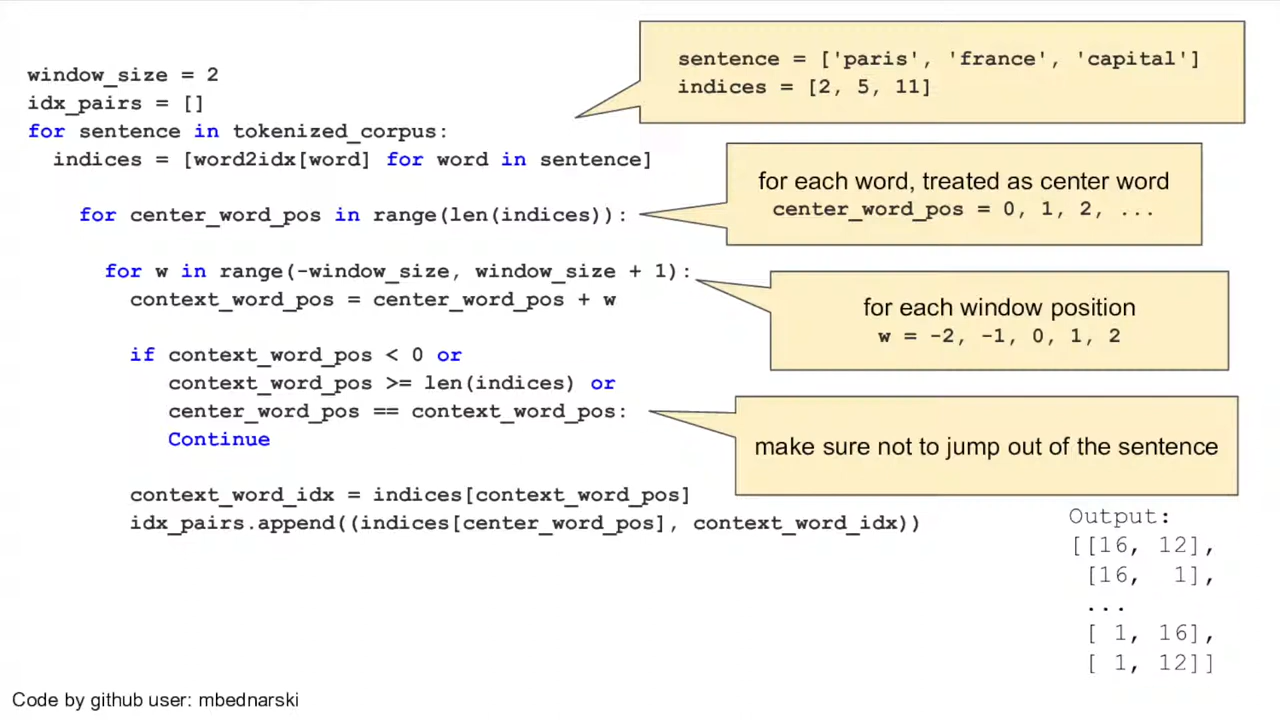 window_size = 2
idx_pairs = []
for sentence in tokenized_corpus:
indices = [word2idx[word] for word in sentence]
for center_word_pos in range(len(indices)):
for w in range(-window_size, window_size + 1):
context_word_pos = center_word_pos + w
if context_word_pos < 0 or
context_word_pos >= len(indices) or
center_word_pos == context_word_pos:
Continue
context_word_idx = indices[context_word_pos]
idx_pairs.append((indices[center_word_pos], context_word_idx))
sentence = ['paris', 'france', 'capital']
indices = [2, 5, 11]
for each word, treated as center word
center_word_pos = 0, 1, 2, ...
for each window position
w = -2, -1, 0, 1, 2
make sure not to jump out of the sentence
Output:
[[16, 12],
[16, 1],
...
[ 1, 16],
[ 1, 12]]
Code by github user: mbednarski